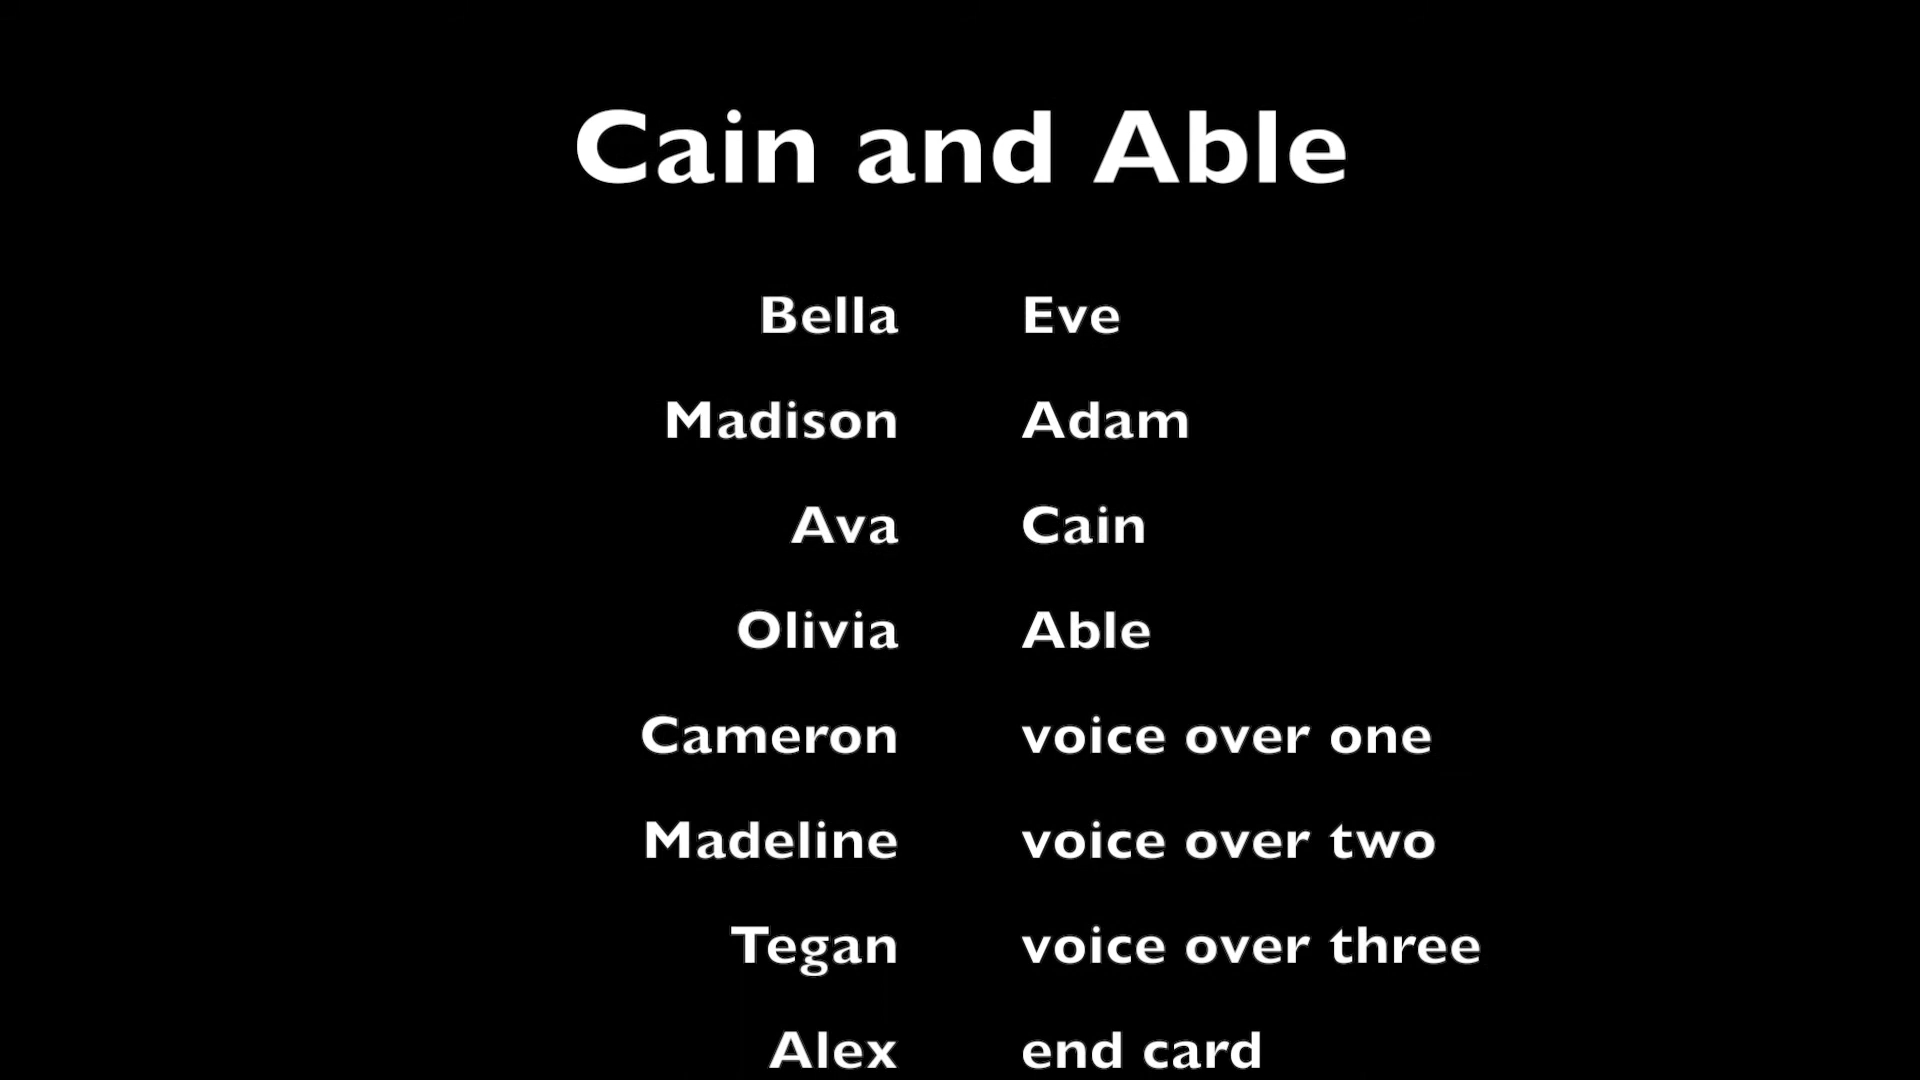 Cain and Able
Bella Eve
Madison Adam
Ava Cain
Olivia Able
Cameron voice over one
Madeline voice over two
Tegan voice over three
Alex end card